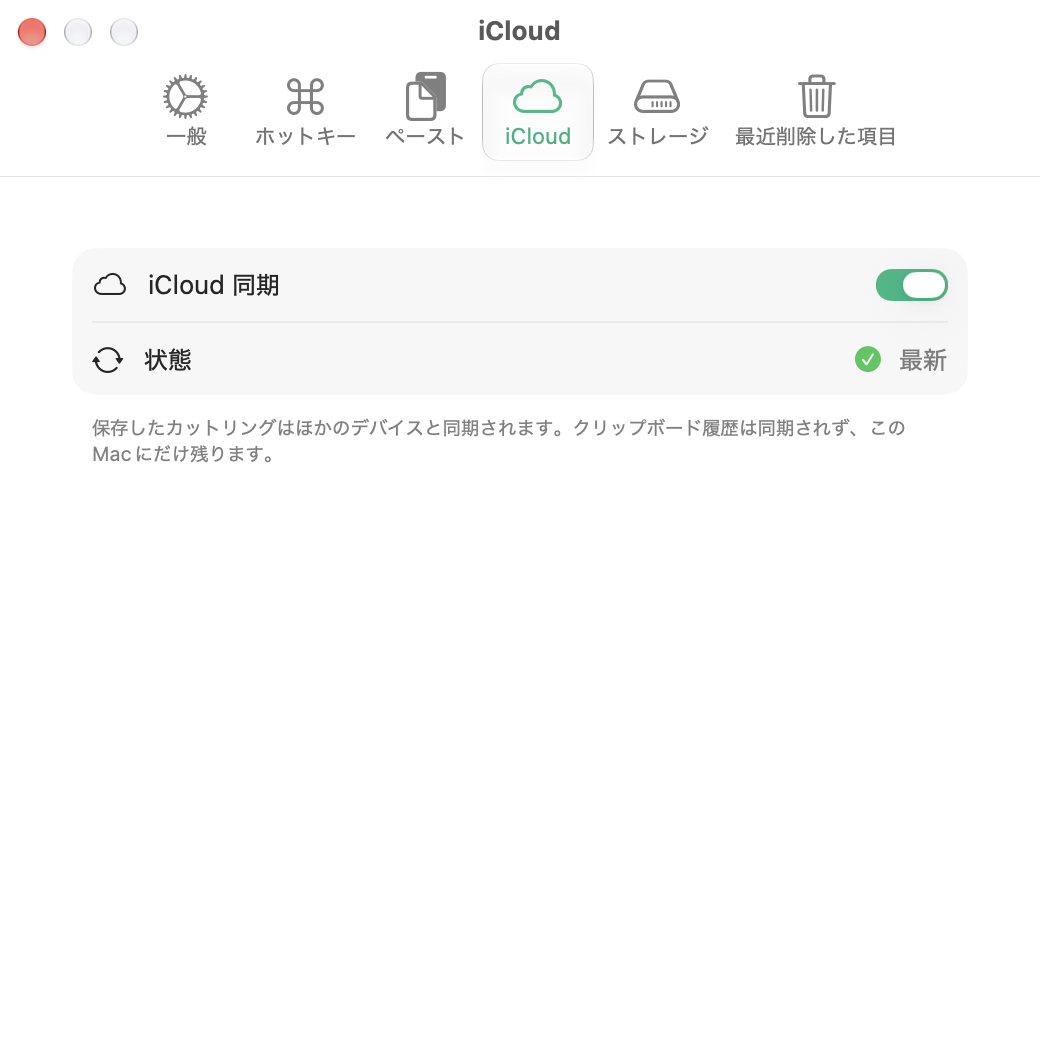 iCloud
一般
ホットキー
ペースト
iCloud
ストレージ
最近削除した項目
iCloud 同期
状態
最新
保存したカットリングはほかのデバイスと同期されます。クリップボード履歴は同期されず、この
Macにだけ残ります。